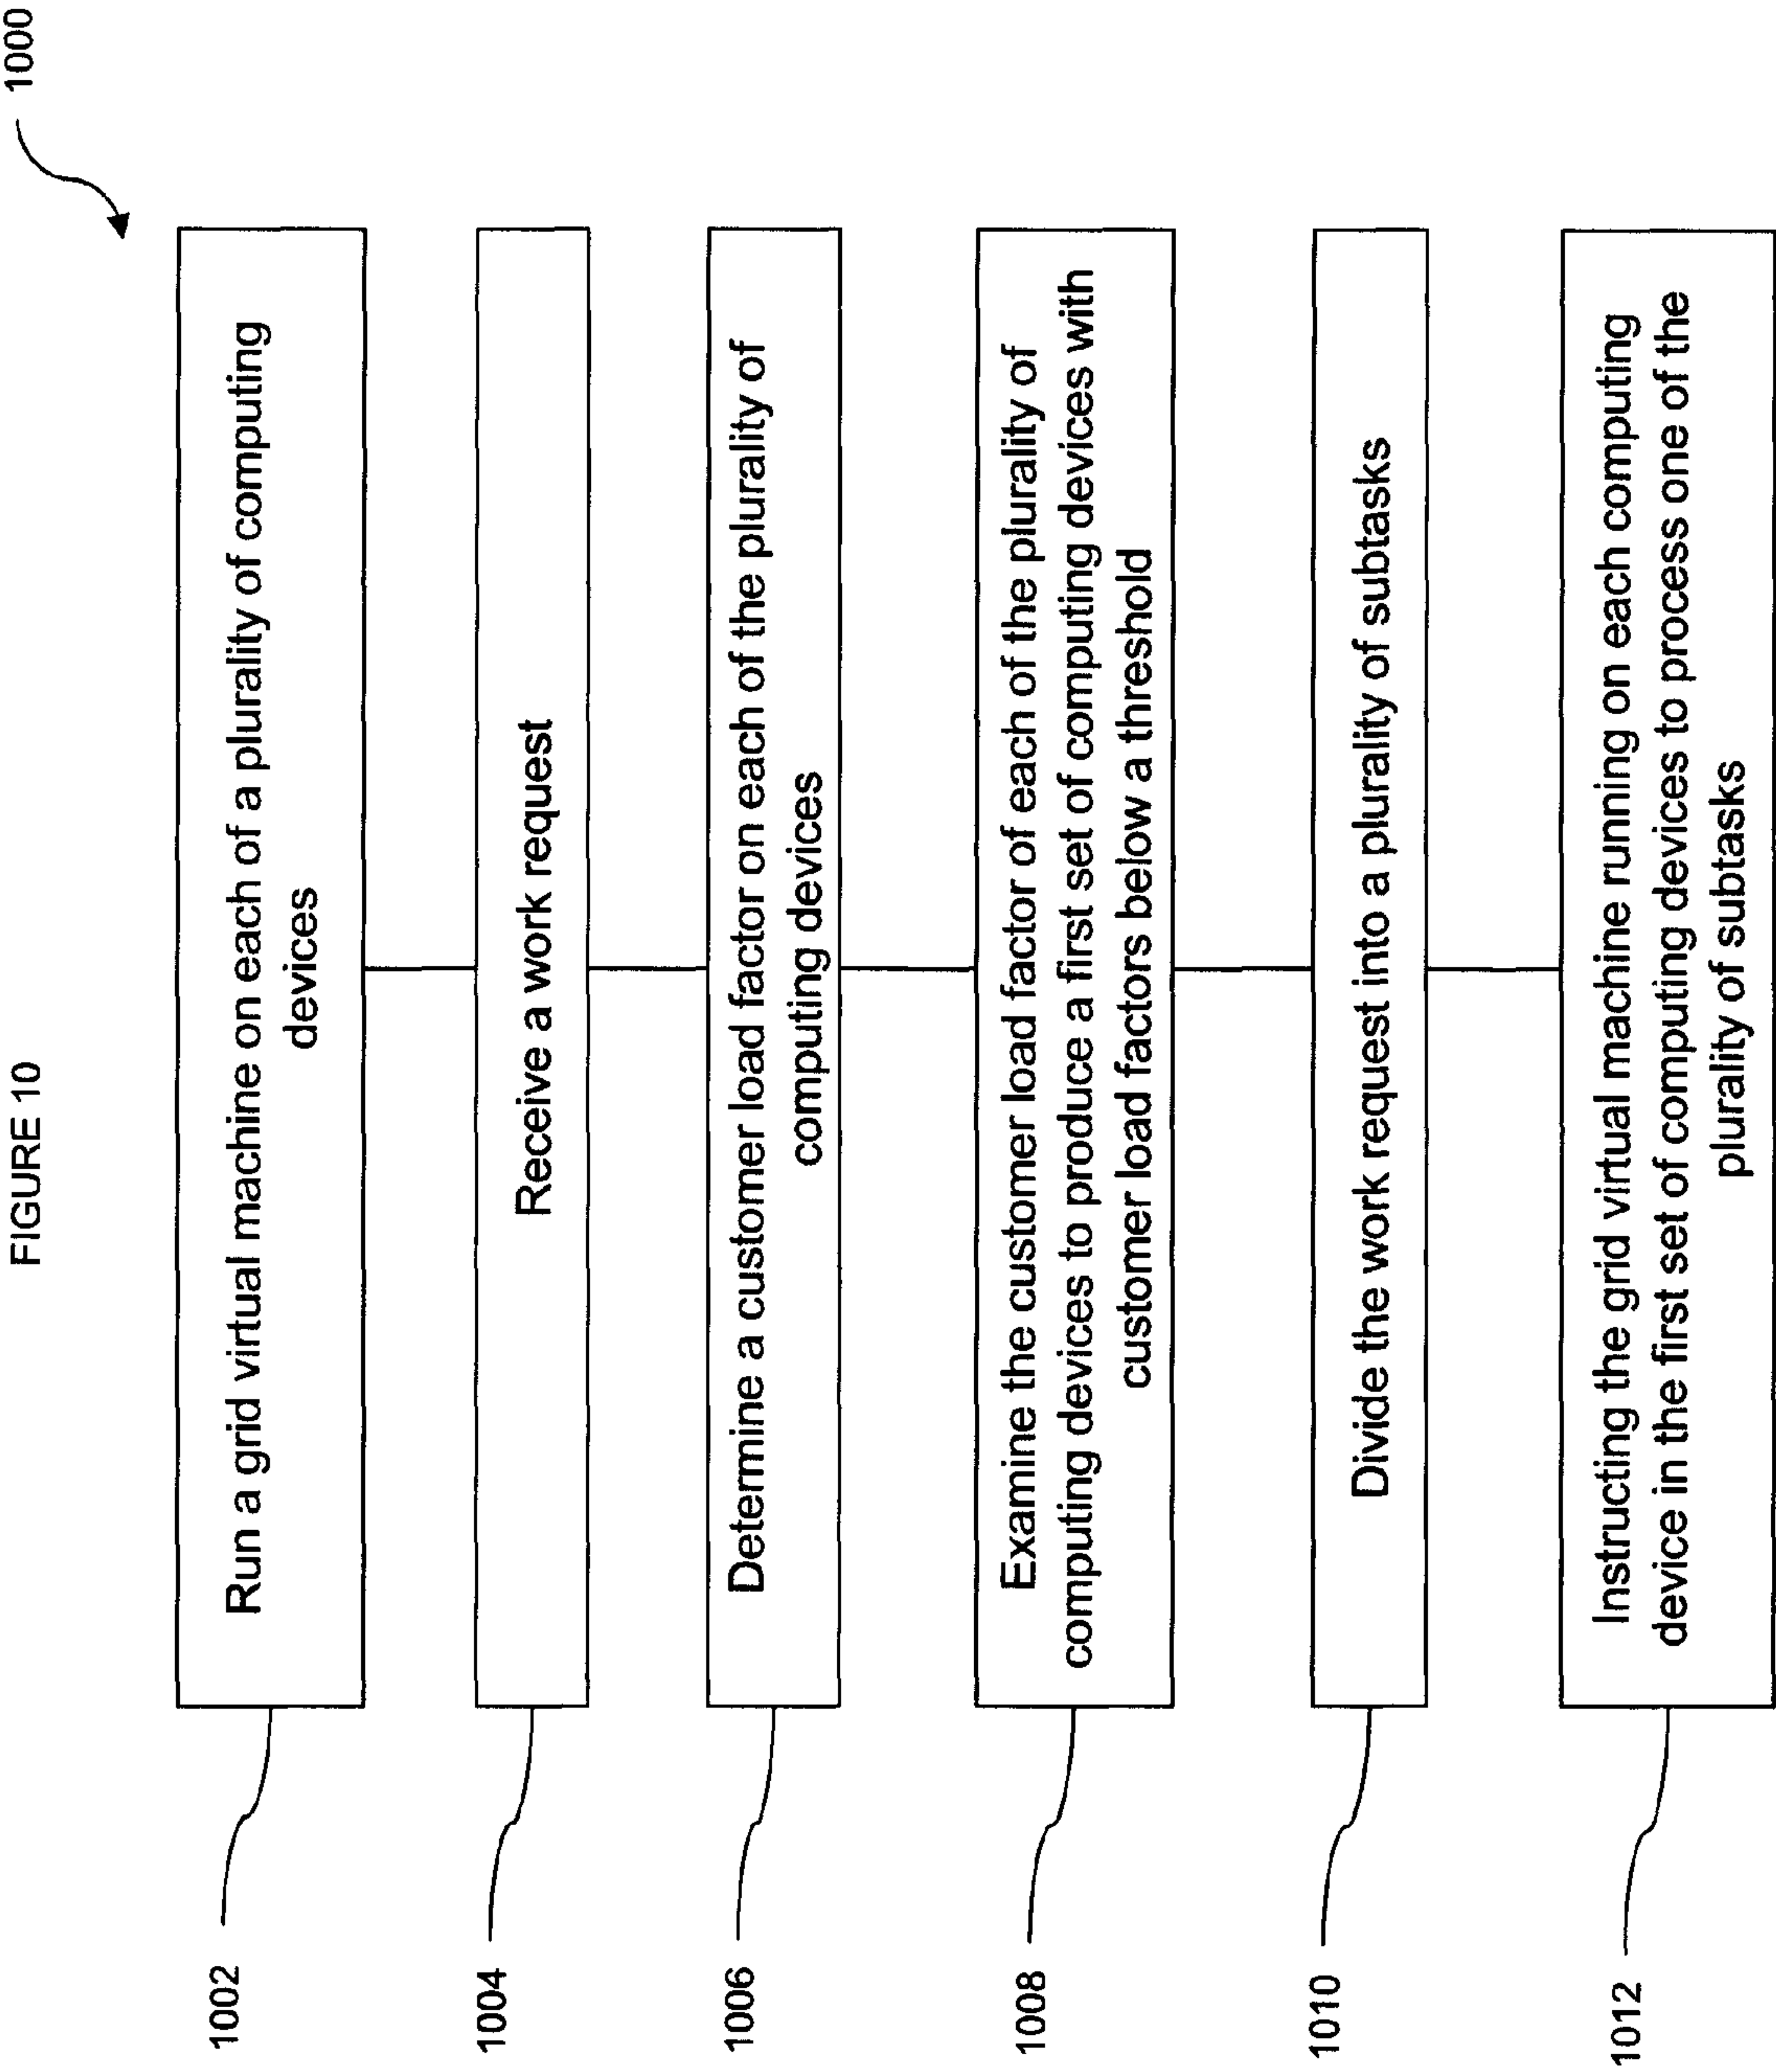 FIGURE 10
1000
1002
Run a grid virtual machine on each of a plurality of computing
devices
1004
Receive a work request
1006
Determine a customer load factor on each of the plurality of
computing devices
1008
Examine the customer load factor of each of the plurality of
computing devices to produce a first set of computing devices with
customer load factors below a threshold
1010
Divide the work request into a plurality of subtasks
1012
Instructing the grid virtual machine running on each computing
device in the first set of computing devices to process one of the
plurality of subtasks